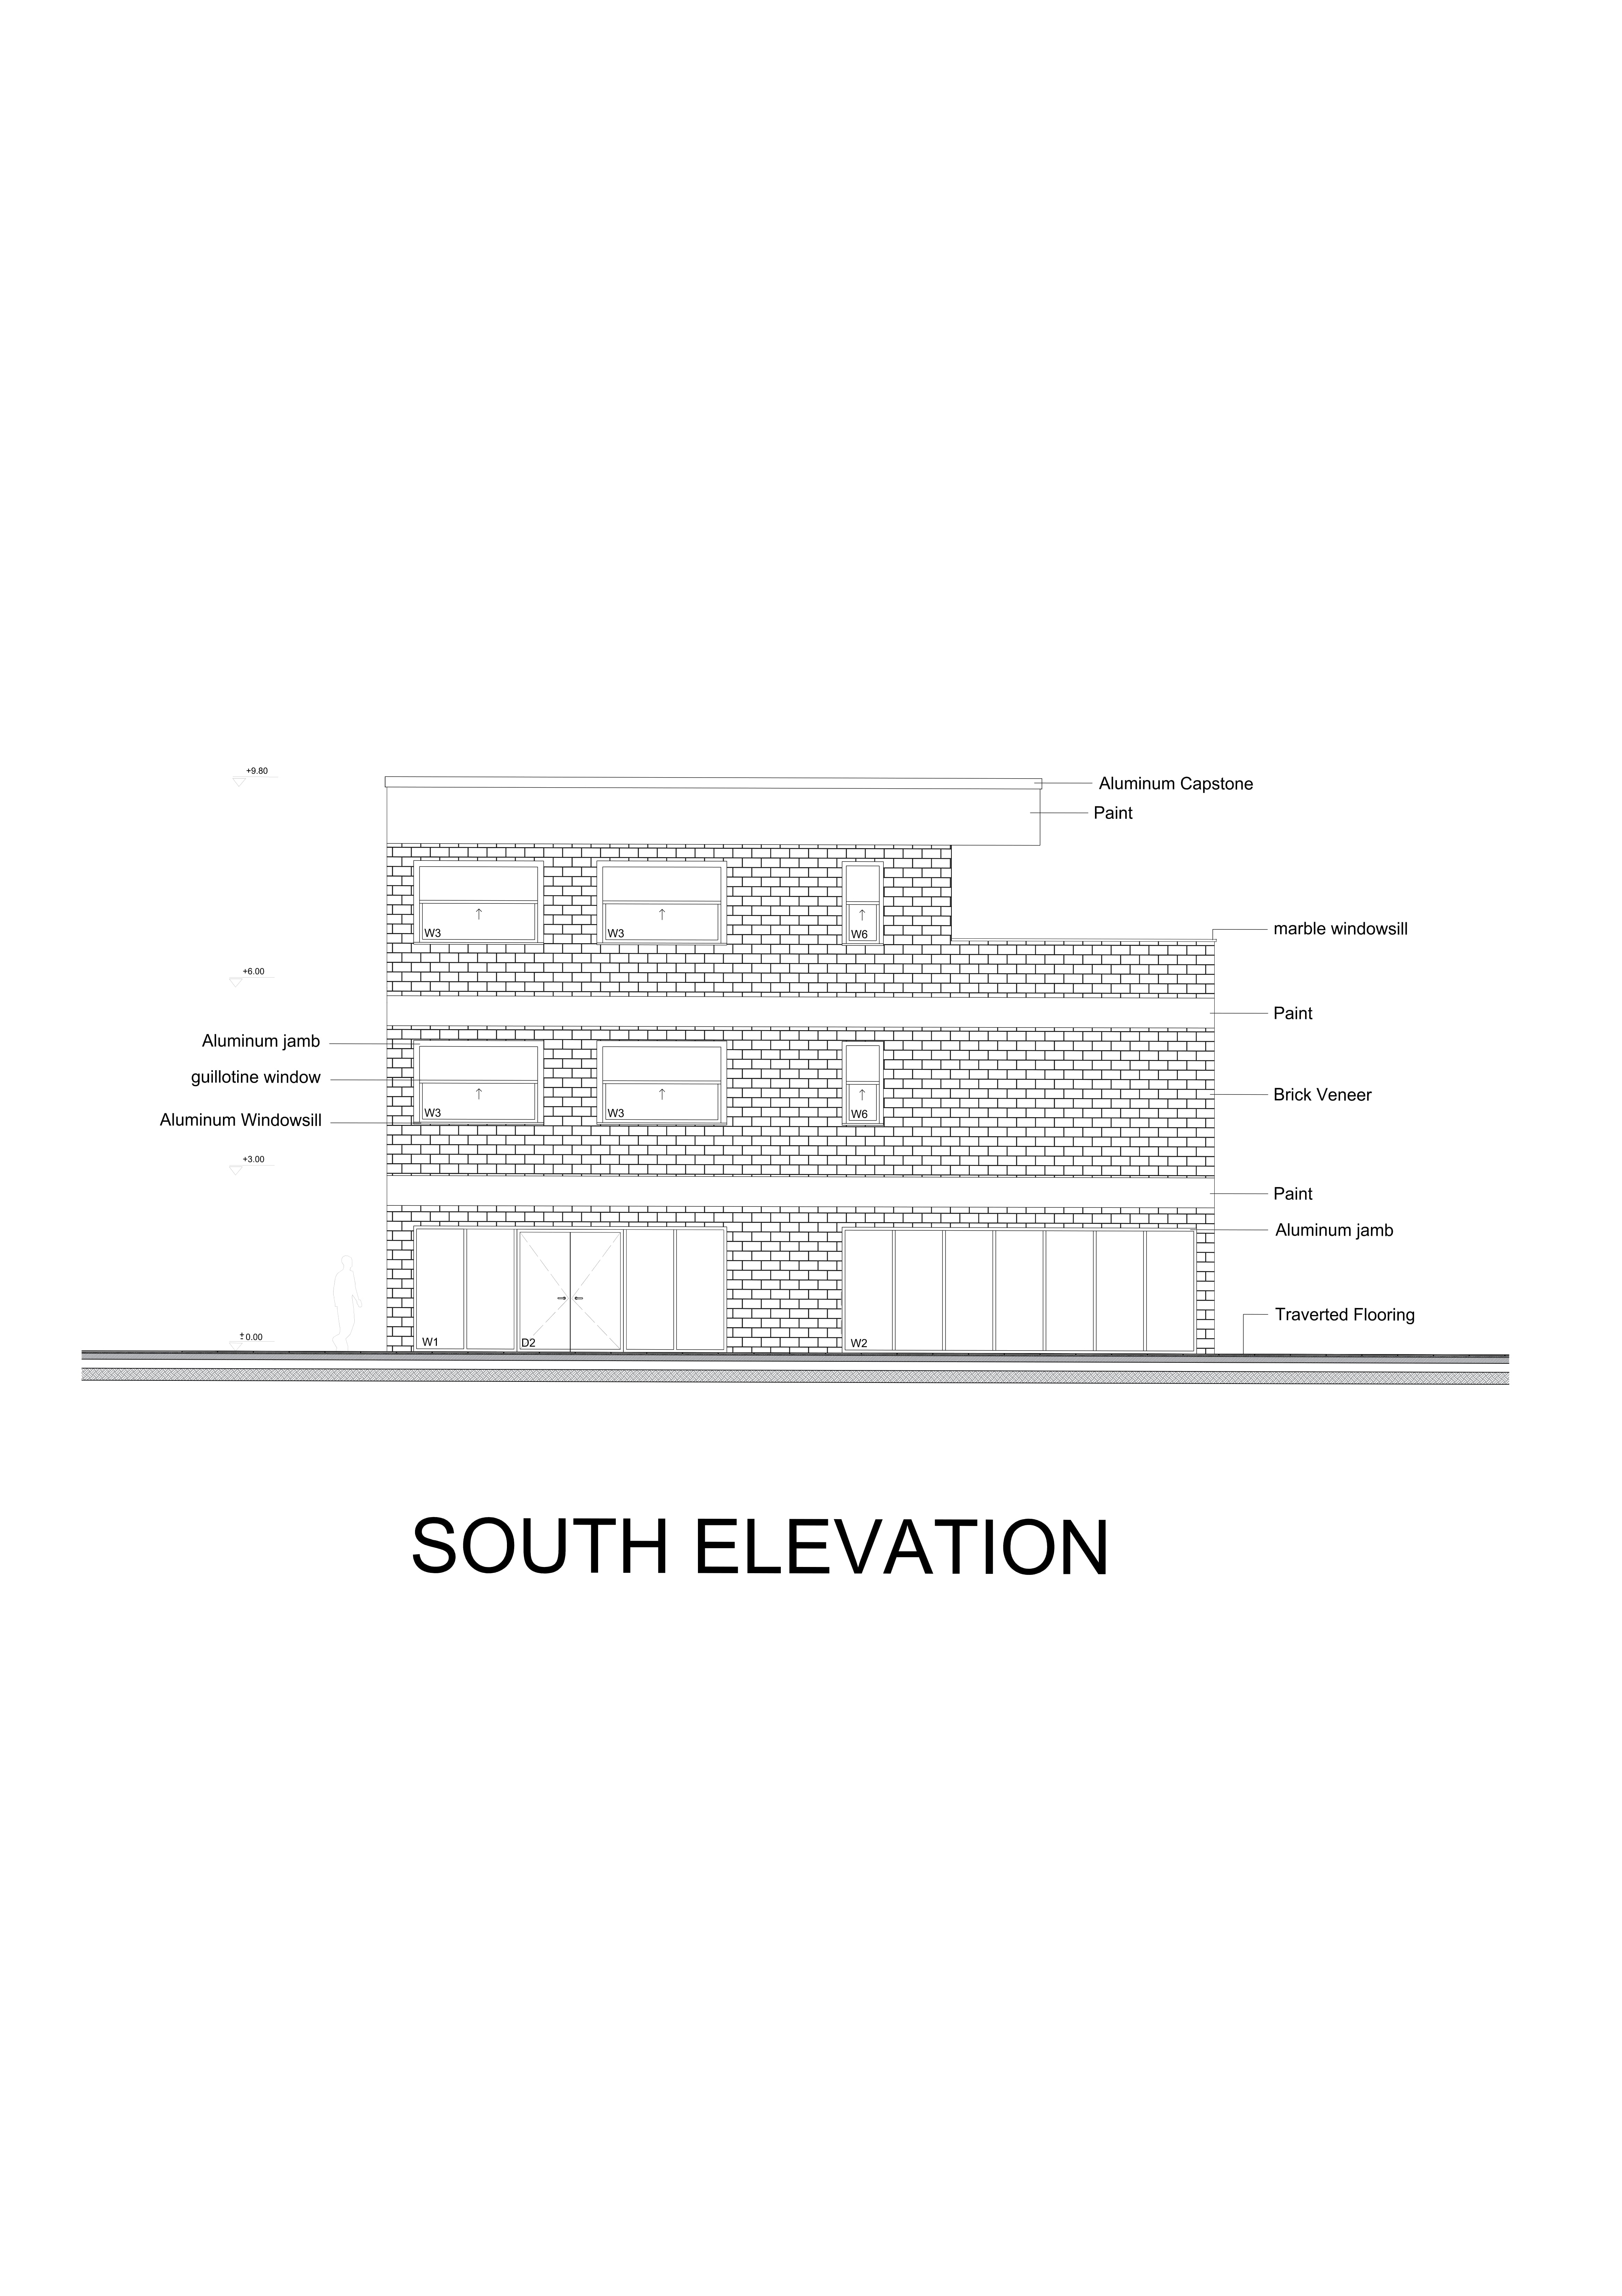 +9.80
Aluminum Capstone
Paint
W3
W3
W6
marble windowsill
+6.00
Paint
Aluminum jamb
guillotine window
Brick Veneer
W3
W3
W6
Aluminum Windowsill
+3.00
Paint
Aluminum jamb
Traverted Flooring
±0.00
W1
D2
W2
SOUTH ELEVATION